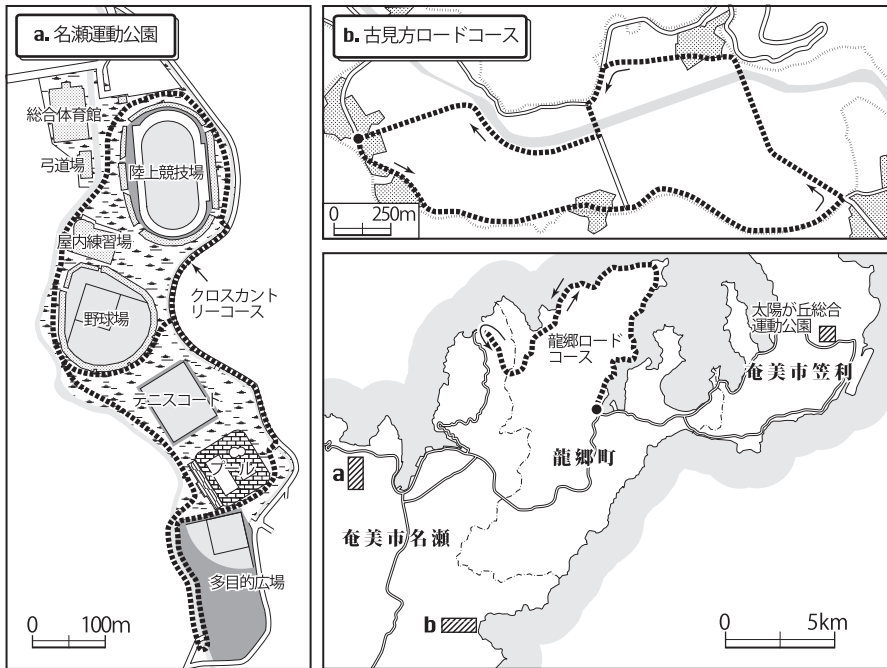 a. 名瀬運動公園
総合体育館
弓道場
陸上競技場
屋内練習場
クロスカント
リーコース
野球場
テニスコート
プール
多目的広場
0 100m
b. 古見方ロードコース
0 250m
太陽が丘総合
運動公園
龍郷ロード
コース
奄美市笠利
龍郷町
a
奄美市名瀬
b
0 5km